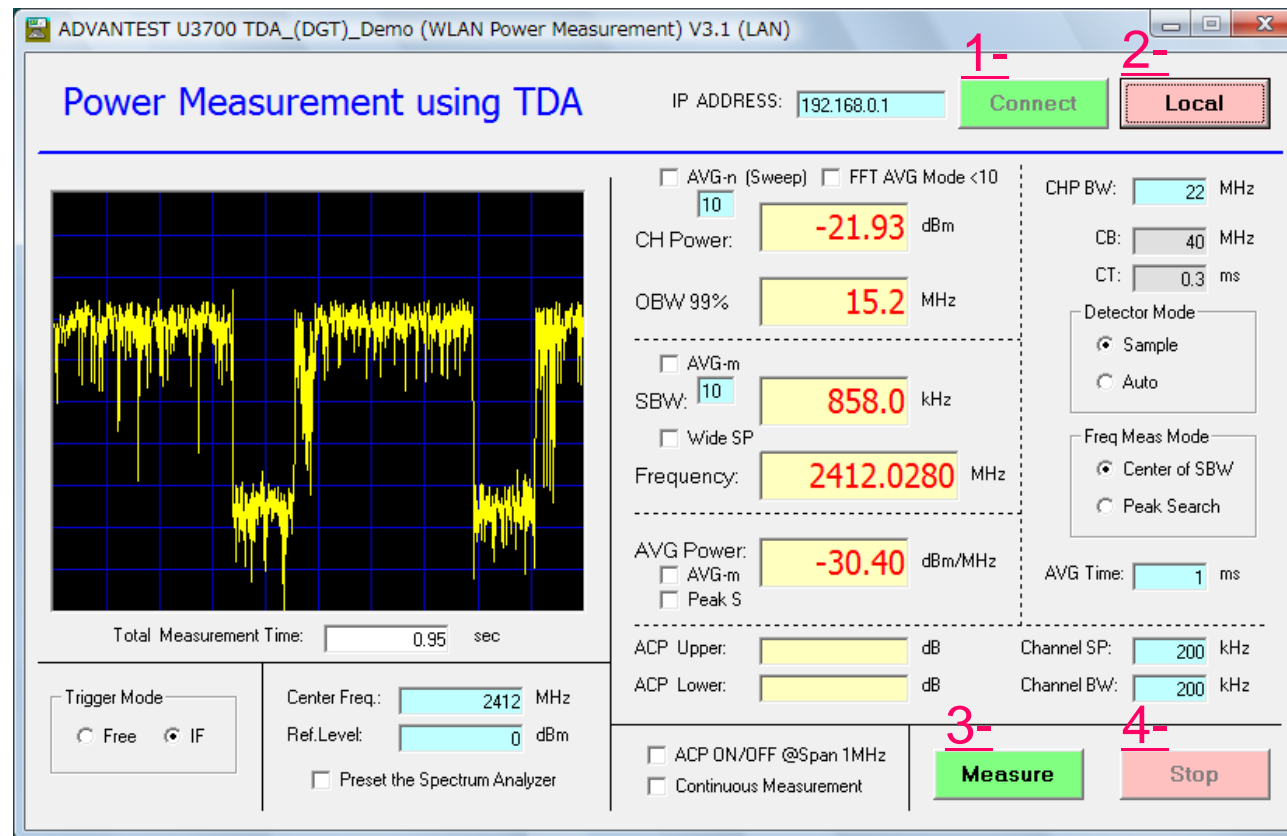 ADVANTEST U3700 TDA_(DGT)_Demo (WLAN Power Measurement) V3.1 (LAN)
1-
2-
Power Measurement using TDA
IP ADDRESS: 192.168.0.1
Connect
Local
AVG-n (Sweep)
FFT AVG Mode <10
10
CH Power: -21.93 dBm
OBW 99% 15.2 MHz
AVG-m
SBW: 10 858.0 kHz
Wide SP
Frequency: 2412.0280 MHz
AVG Power: -30.40 dBm/MHz
AVG-m
Peak S
CHP BW: 22 MHz
CB: 40 MHz
CT: 0.3 ms
Detector Mode
Sample
Auto
Freq Meas Mode
Center of SBW
Peak Search
AVG Time: 1 ms
Total Measurement Time: 0.95 sec
ACP Upper: dB
ACP Lower: dB
Channel SP: 200 kHz
Channel BW: 200 kHz
Trigger Mode
Free
IF
Center Freq.: 2412 MHz
Ref.Level: 0 dBm
Preset the Spectrum Analyzer
ACP ON/OFF @Span 1MHz
Continuous Measurement
3-
4-
Measure
Stop